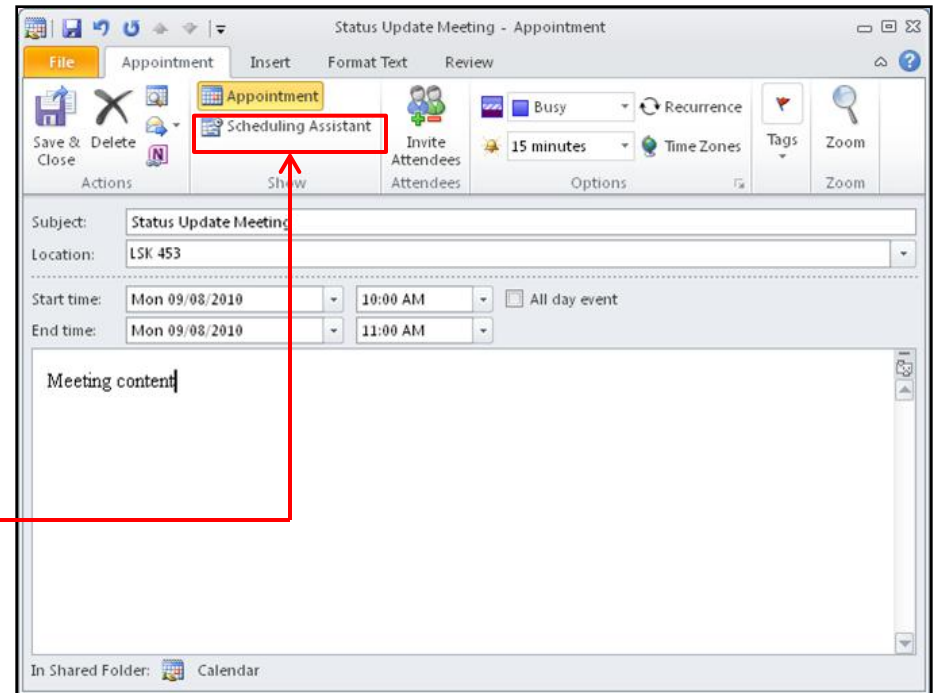 Status Update Meeting - Appointment
File Appointment Insert Format Text Review
Appointment
Scheduling Assistant
Save & Close
Delete
Invite Attendees
Busy
Recurrence
15 minutes
Time Zones
Tags
Zoom
Actions Show Attendees Options Zoom
Subject: Status Update Meeting
Location: LSK 453
Start time: Mon 09/08/2010 10:00 AM All day event
End time: Mon 09/08/2010 11:00 AM
Meeting content
In Shared Folder: Calendar